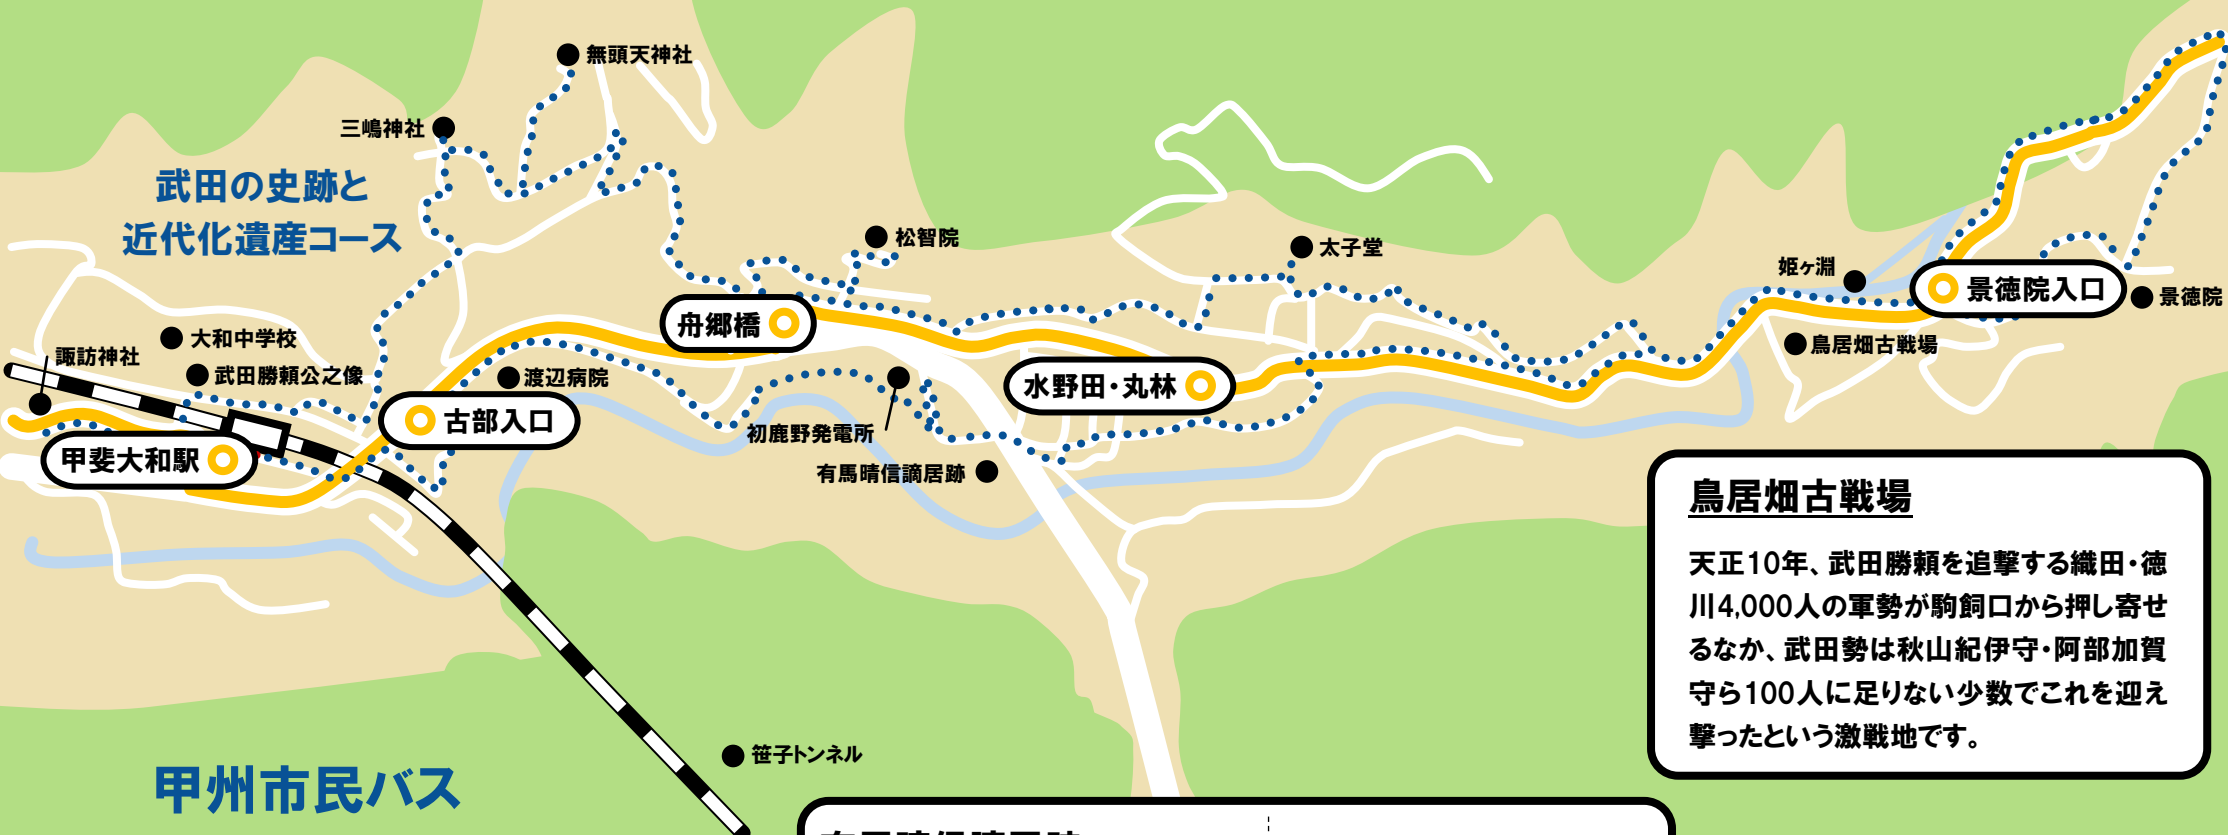 無頭天神社
三嶋神社
武田の史跡と
近代化遺産コース
松智院
太子堂
姫ヶ淵
景徳院入口
景徳院
大和中学校
舟郷橋
諏訪神社
武田勝頼公之像
渡辺病院
鳥居畑古戦場
水野田・丸林
古部入口
初鹿野発電所
甲斐大和駅
有馬晴信謫居跡
鳥居畑古戦場
天正10年、武田勝頼を追撃する織田・徳
川4,000人の軍勢が駒飼口から押し寄せ
るなか、武田勢は秋山紀伊守・阿部加賀
守ら100人に足りない少数でこれを迎え
撃ったという激戦地です。
笹子トンネル
甲州市民バス